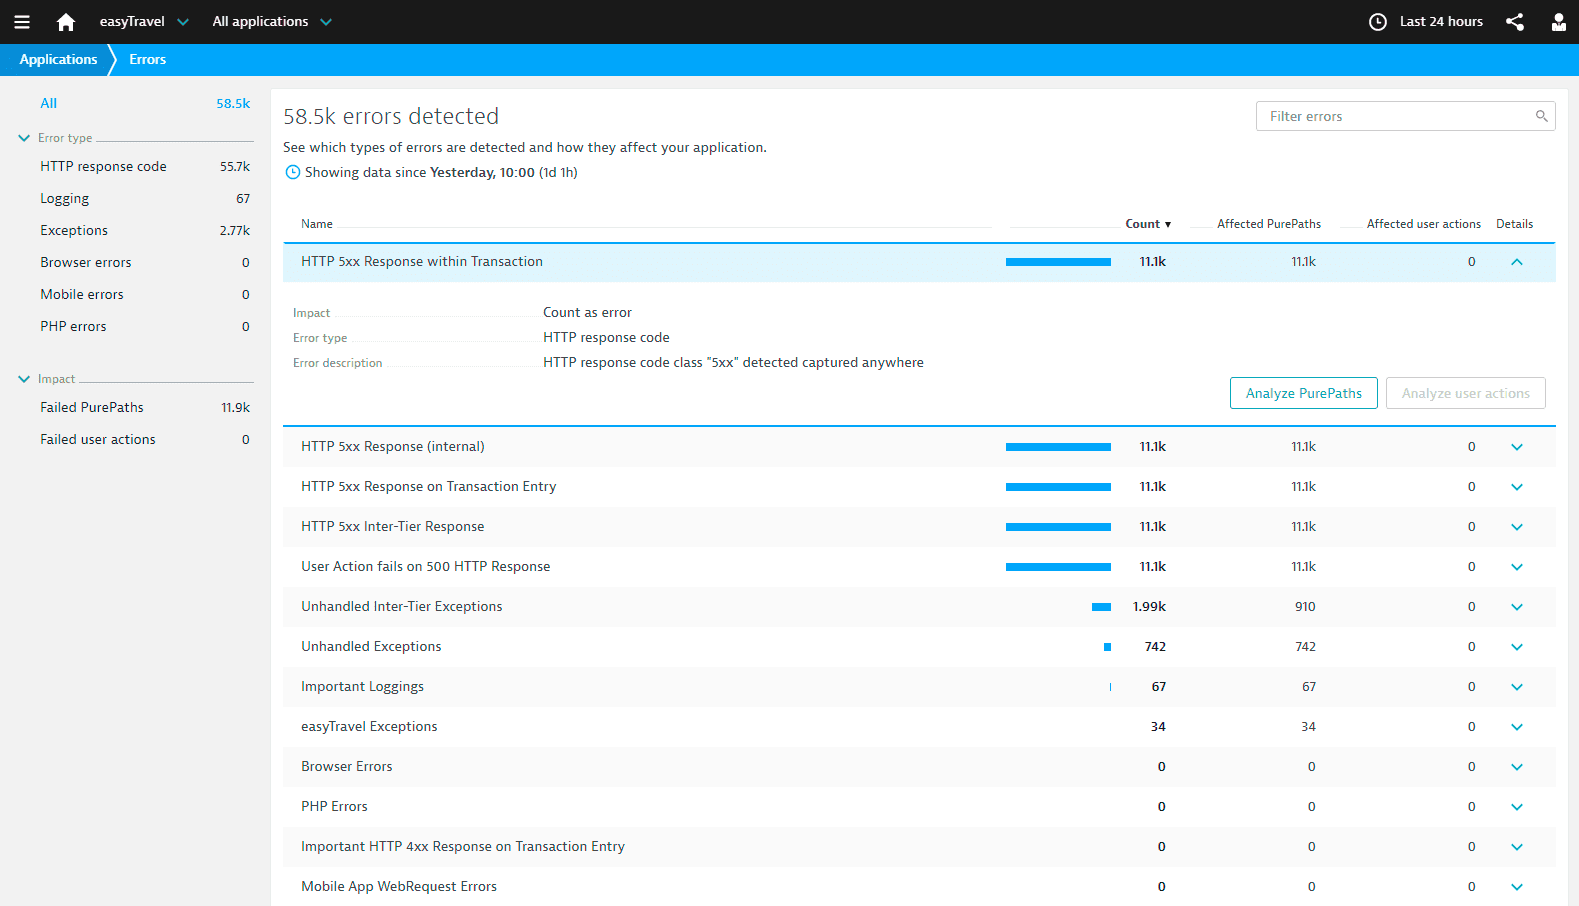 easyTravel All applications Last 24 hours
Applications Errors
All 58.5k
Error type
HTTP response code 55.7k
Logging 67
Exceptions 2.77k
Browser errors 0
Mobile errors 0
PHP errors 0
Impact
Failed PurePaths 11.9k
Failed user actions 0
58.5k errors detected
Filter errors
See which types of errors are detected and how they affect your application.
Showing data since Yesterday, 10:00 (1d 1h)
Name Count ▼ Affected PurePaths Affected user actions Details
HTTP 5xx Response within Transaction 11.1k 11.1k 0
Impact Count as error
Error type HTTP response code
Error description HTTP response code class "5xx" detected captured anywhere
Analyze PurePaths Analyze user actions
HTTP 5xx Response (internal) 11.1k 11.1k 0
HTTP 5xx Response on Transaction Entry 11.1k 11.1k 0
HTTP 5xx Inter-Tier Response 11.1k 11.1k 0
User Action fails on 500 HTTP Response 11.1k 11.1k 0
Unhandled Inter-Tier Exceptions 1.99k 910 0
Unhandled Exceptions 742 742 0
Important Loggings 67 67 0
easyTravel Exceptions 34 34 0
Browser Errors 0 0 0
PHP Errors 0 0 0
Important HTTP 4xx Response on Transaction Entry 0 0 0
Mobile App WebRequest Errors 0 0 0